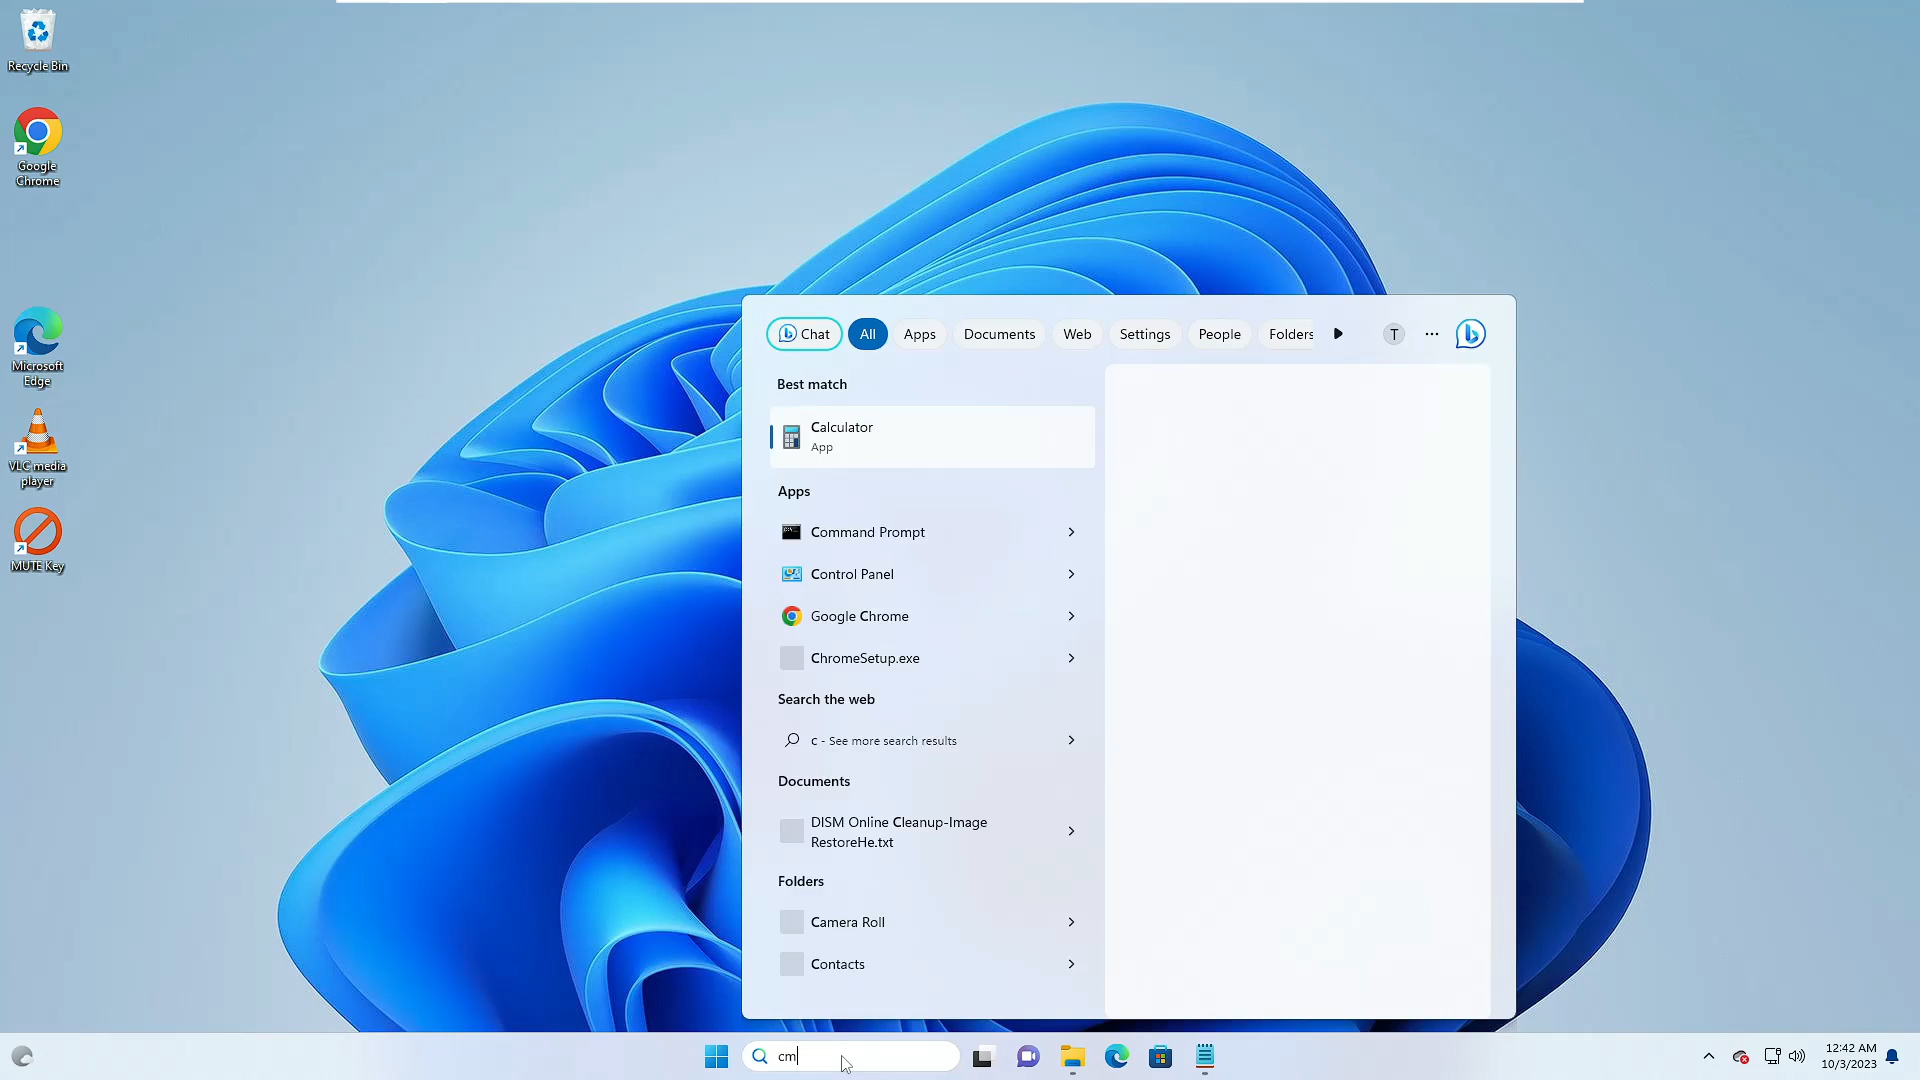 Recycle Bin
Google
Chrome
Microsoft
Edge
VLC media
player
MUTE Key
Chat
All
Apps
Documents
Web
Settings
People
Folders
T
Best match
Calculator
App
Apps
Command Prompt
Control Panel
Google Chrome
ChromeSetup.exe
Search the web
c - See more search results
Documents
DISM Online Cleanup-Image
RestoreHe.txt
Folders
Camera Roll
Contacts
cm
12:42 AM
10/3/2023